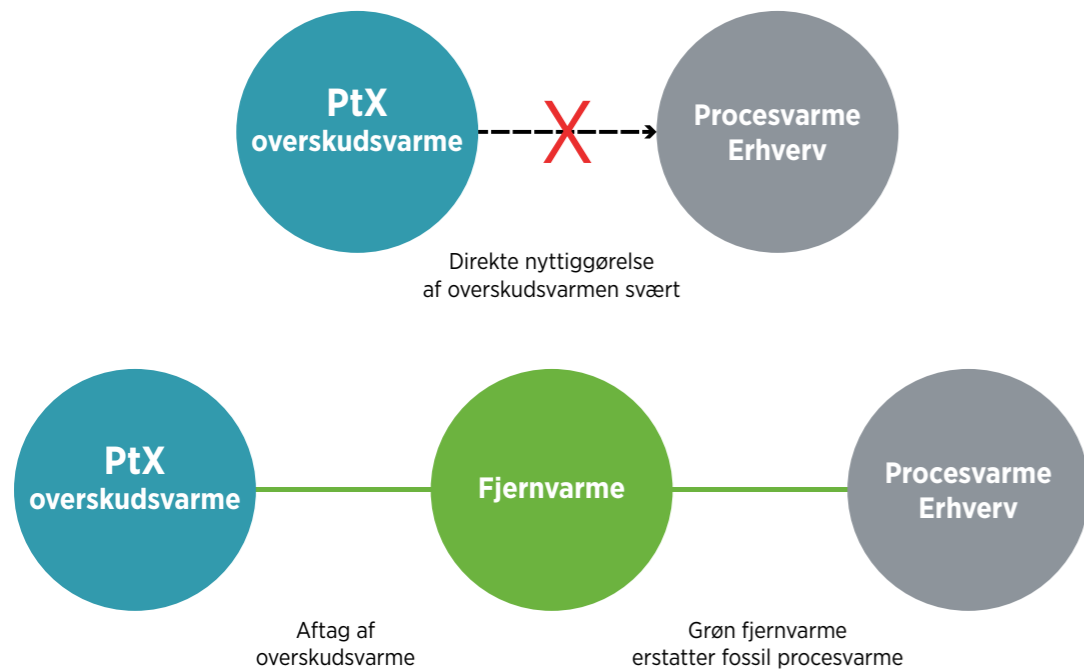 PtX
overskudsvarme
X
Procesvarme
Erhverv
Direkte nyttiggørelse
af overskudsvarmen svært
PtX
overskudsvarme
Fjernvarme
Procesvarme
Erhverv
Aftag af
overskudsvarme
Grøn fjernvarme
erstatter fossil procesvarme